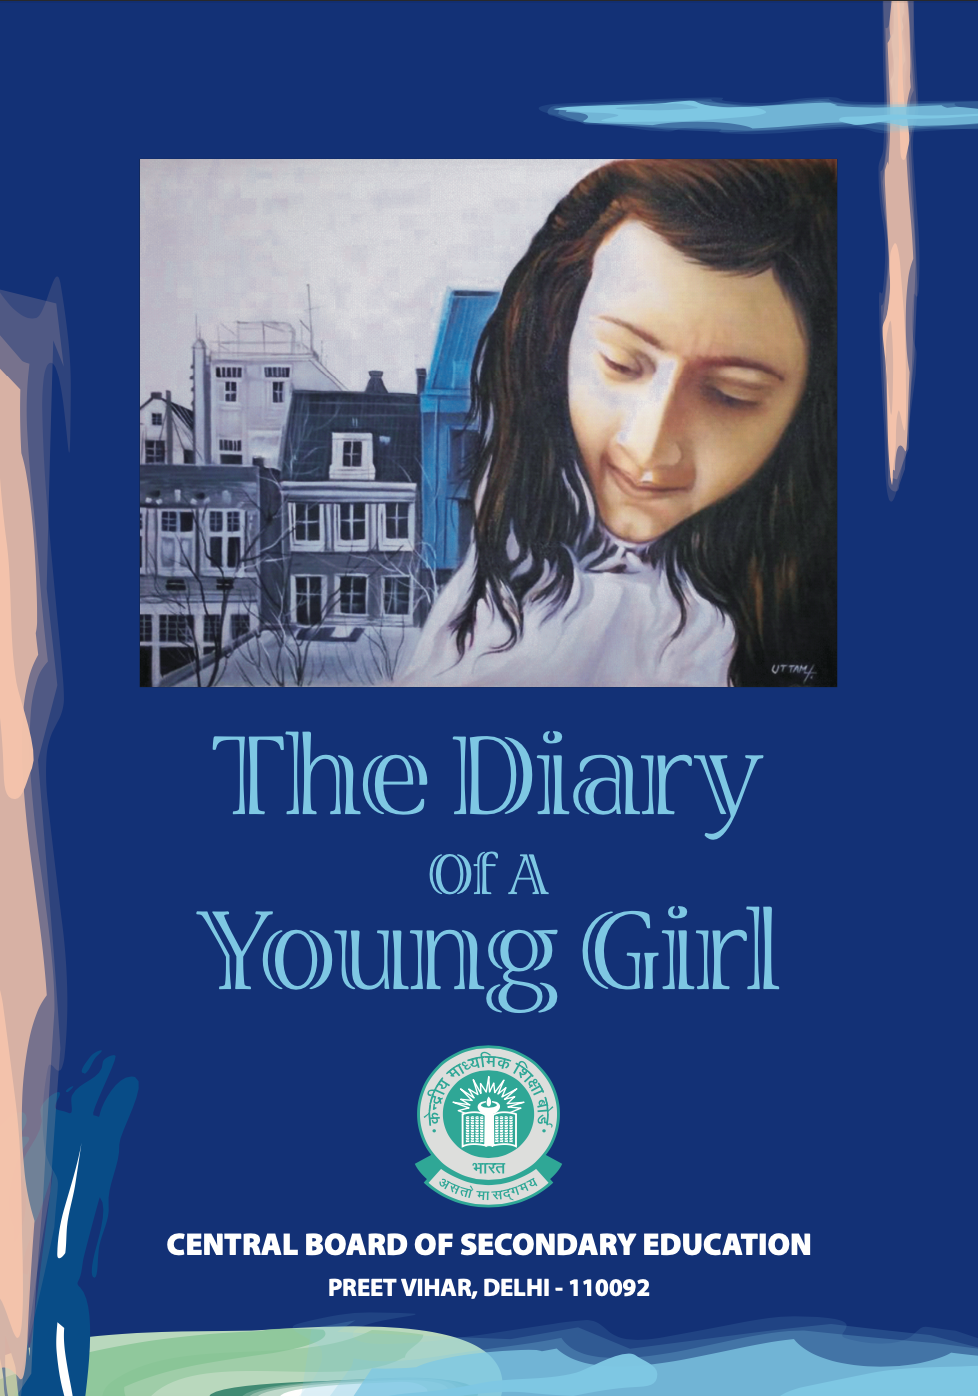 UTTAM
The Diary
Of A
Young Girl
केन्द्रीय माध्यमिक शिक्षा बोर्ड
भारत
असतो मा सद्गमय
CENTRAL BOARD OF SECONDARY EDUCATION
PREET VIHAR, DELHI - 110092